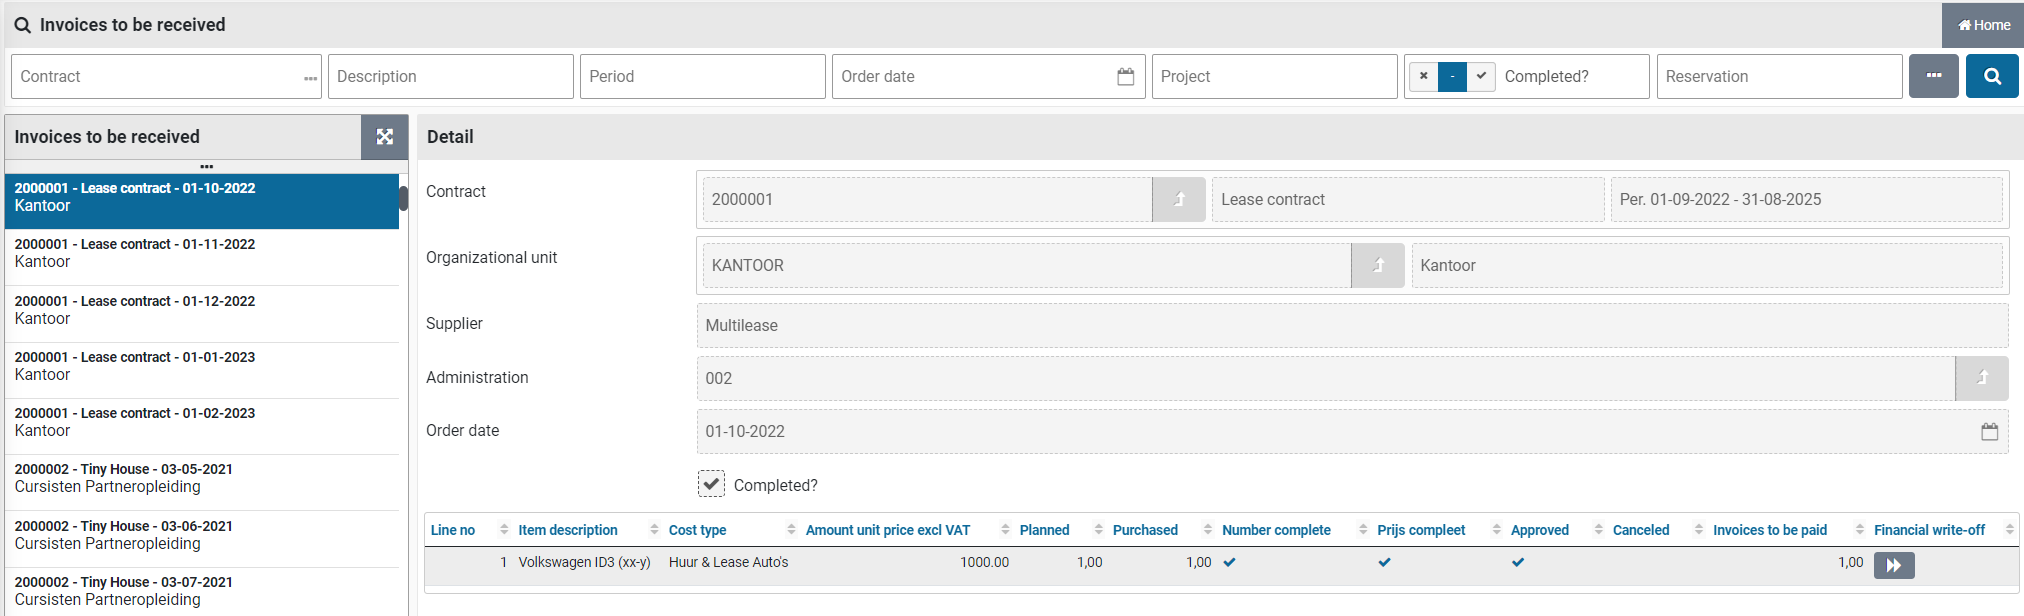 Invoices to be received
Home
Contract ... Description Period Order date Project - Completed? Reservation ...
Invoices to be received
...
2000001 - Lease contract - 01-10-2022
Kantoor
2000001 - Lease contract - 01-11-2022
Kantoor
2000001 - Lease contract - 01-12-2022
Kantoor
2000001 - Lease contract - 01-01-2023
Kantoor
2000001 - Lease contract - 01-02-2023
Kantoor
2000002 - Tiny House - 03-05-2021
Cursisten Partneropleiding
2000002 - Tiny House - 03-06-2021
Cursisten Partneropleiding
2000002 - Tiny House - 03-07-2021
Cursisten Partneropleiding
Detail
Contract 2000001 Lease contract Per. 01-09-2022 - 31-08-2025
Organizational unit KANTOOR Kantoor
Supplier Multilease
Administration 002
Order date 01-10-2022
Completed?
Line no Item description Cost type Amount unit price excl VAT Planned Purchased Number complete Prijs compleet Approved Canceled Invoices to be paid Financial write-off
1 Volkswagen ID3 (xx-y) Huur & Lease Auto's 1000.00 1,00 1,00 1,00